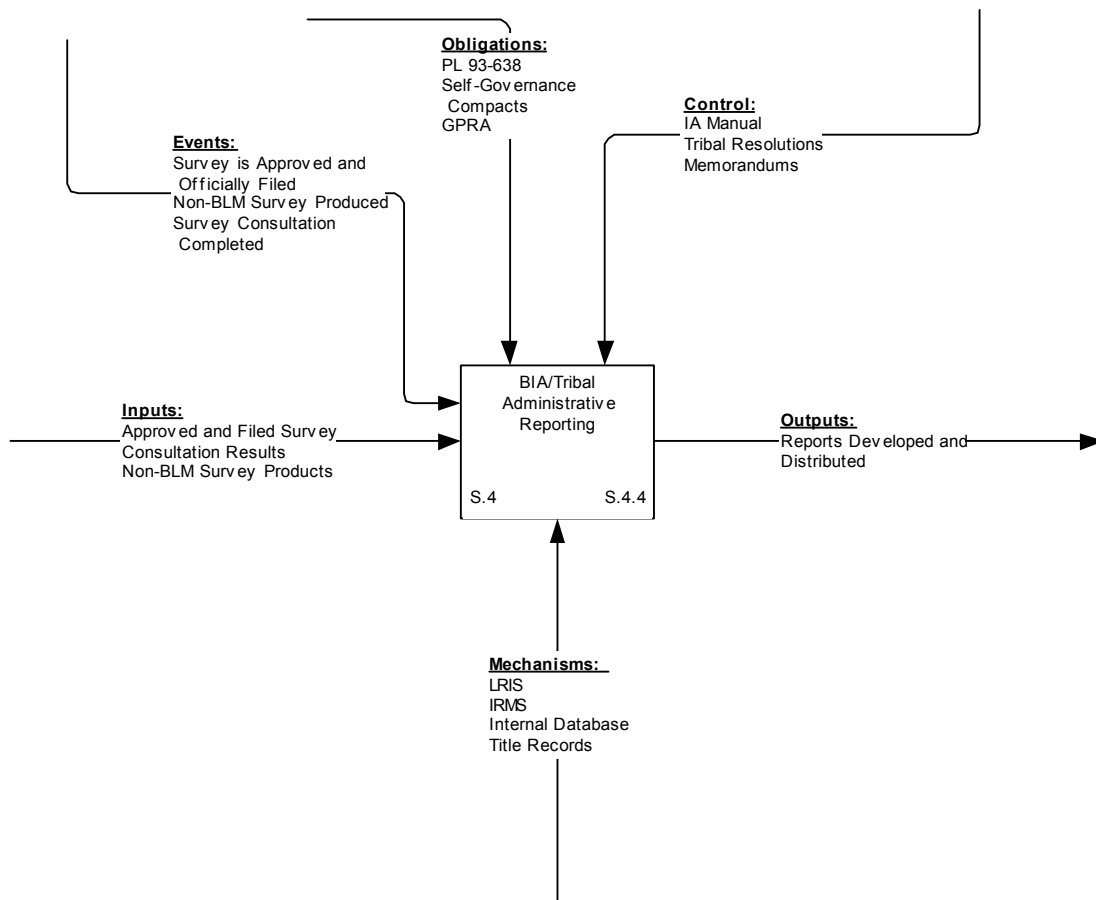 Obligations:
PL 93-638
Self-Governance
Compacts
GPRA
Control:
IA Manual
Tribal Resolutions
Memorandums
Events:
Survey is Approved and
Officially Filed
Non-BLM Survey Produced
Survey Consultation
Completed
BIA/Tribal
Administrative
Reporting
S.4
S.4.4
Inputs:
Approved and Filed Survey
Consultation Results
Non-BLM Survey Products
Outputs:
Reports Developed and
Distributed
Mechanisms:
LRIS
IRMS
Internal Database
Title Records